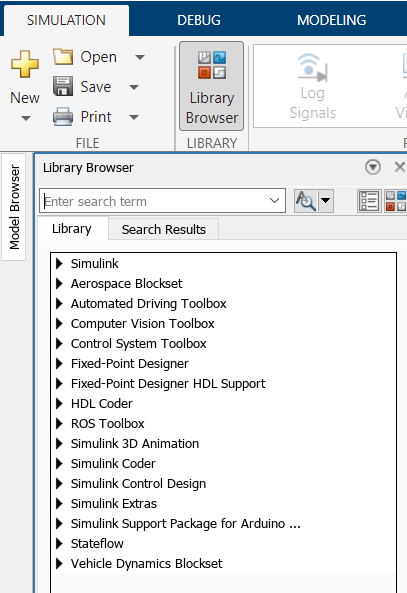 SIMULATION DEBUG MODELING
New
Open
Save
Print
Library
Browser
Log
Signals
FILE LIBRARY
Model Browser
Library Browser
Enter search term
Library Search Results
Simulink
Aerospace Blockset
Automated Driving Toolbox
Computer Vision Toolbox
Control System Toolbox
Fixed-Point Designer
Fixed-Point Designer HDL Support
HDL Coder
ROS Toolbox
Simulink 3D Animation
Simulink Coder
Simulink Control Design
Simulink Extras
Simulink Support Package for Arduino ...
Stateflow
Vehicle Dynamics Blockset